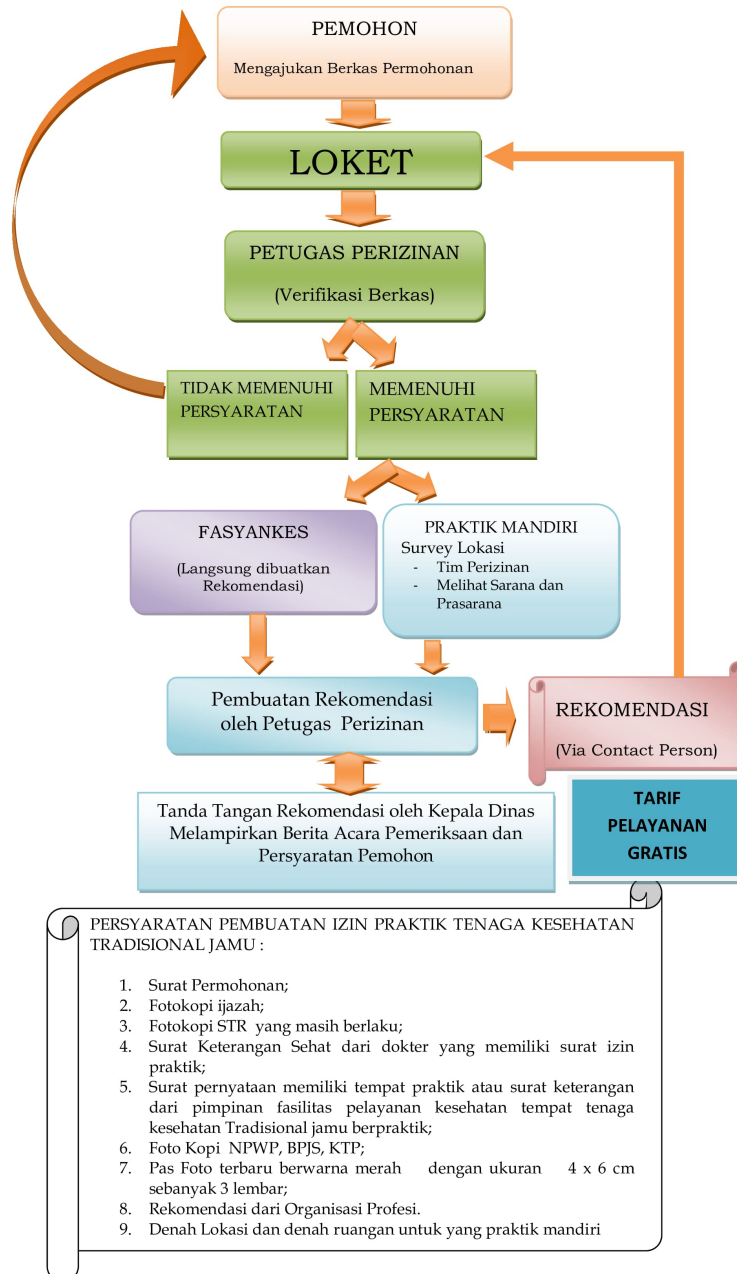 PEMOHON
Mengajukan Berkas Permohonan
LOKET
PETUGAS PERIZINAN
(Verifikasi Berkas)
TIDAK MEMENUHI
PERSYARATAN
MEMENUHI
PERSYARATAN
FASYANKES
(Langsung dibuatkan
Rekomendasi)
PRAKTIK MANDIRI
Survey Lokasi
- Tim Perizinan
- Melihat Sarana dan
Prasarana
Pembuatan Rekomendasi
oleh Petugas Perizinan
REKOMENDASI
(Via Contact Person)
Tanda Tangan Rekomendasi oleh Kepala Dinas
Melampirkan Berita Acara Pemeriksaan dan
Persyaratan Pemohon
TARIF
PELAYANAN
GRATIS
PERSYARATAN PEMBUATAN IZIN PRAKTIK TENAGA KESEHATAN
TRADISIONAL JAMU :
1. Surat Permohonan;
2. Fotokopi ijazah;
3. Fotokopi STR yang masih berlaku;
4. Surat Keterangan Sehat dari dokter yang memiliki surat izin
praktik;
5. Surat pernyataan memiliki tempat praktik atau surat keterangan
dari pimpinan fasilitas pelayanan kesehatan tempat tenaga
kesehatan Tradisional jamu berpraktik;
6. Foto Kopi NPWP, BPJS, KTP;
7. Pas Foto terbaru berwarna merah dengan ukuran 4 x 6 cm
sebanyak 3 lembar;
8. Rekomendasi dari Organisasi Profesi.
9. Denah Lokasi dan denah ruangan untuk yang praktik mandiri